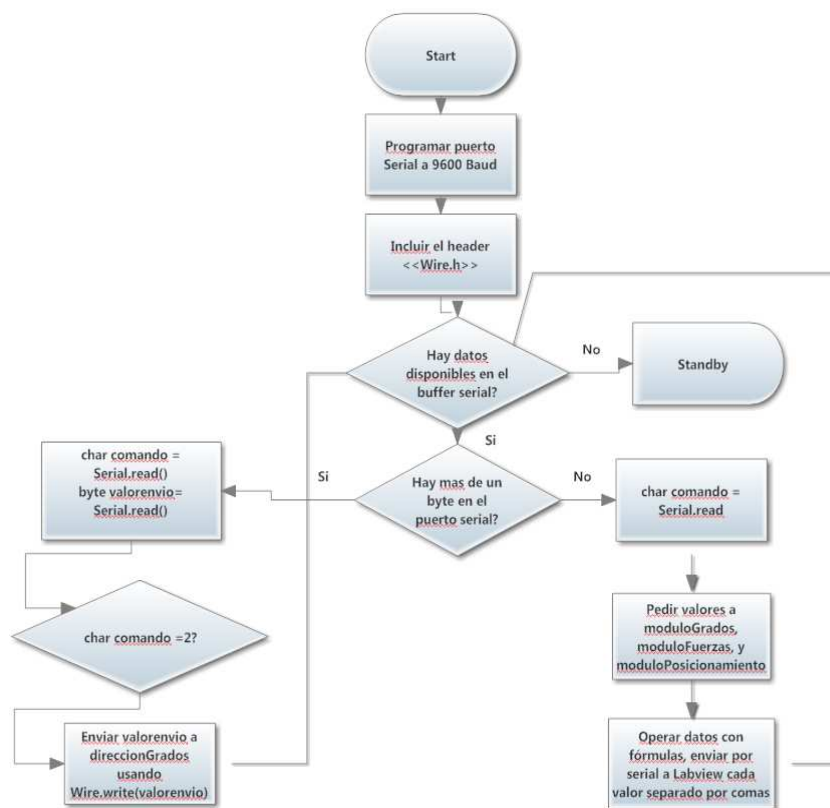 Start
Programar puerto
Serial a 9600 Baud
Incluir el header
<<Wire.h>>
Hay datos
disponibles en el
buffer serial?
No
Standby
Si
Hay mas de un
byte en el
puerto serial?
Si
No
char comando =
Serial.read()
byte valorenvio=
Serial.read()
char comando =
Serial.read
char comando =2?
Pedir valores a
moduloGrados,
moduloFuerzas, y
moduloPosicionamiento
Enviar valorenvio a
direccionGrados
usando
Wire.write(valorenvio)
Operar datos con
fórmulas, enviar por
serial a Labview cada
valor separado por comas